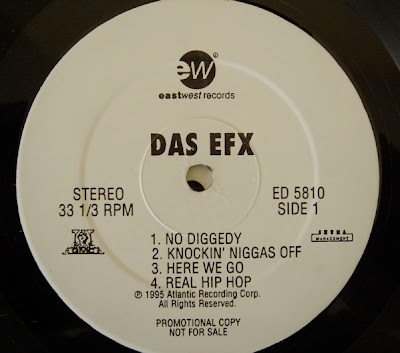 ew
eastwest records
DAS EFX
STEREO
33 1/3 RPM
ED 5810
SIDE 1
MANAGEMENT
1. NO DIGGEDY
2. KNOCKIN' NIGGAS OFF
3. HERE WE GO
4. REAL HIP HOP
℗ 1995 Atlantic Recording Corp.
All Rights Reserved.
PROMOTIONAL COPY
NOT FOR SALE